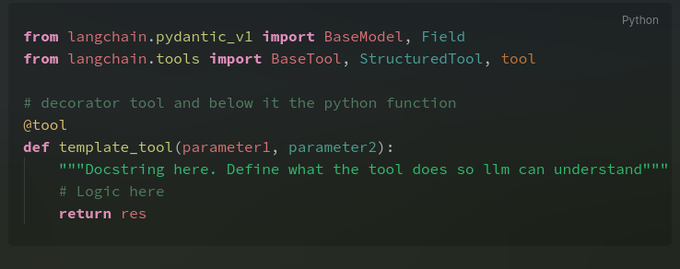 Python
from langchain.pydantic_v1 import BaseModel, Field
from langchain.tools import BaseTool, StructuredTool, tool
# decorator tool and below it the python function
@tool
def template_tool(parameter1, parameter2):
    """Docstring here. Define what the tool does so llm can understand"""
    # Logic here
    return res